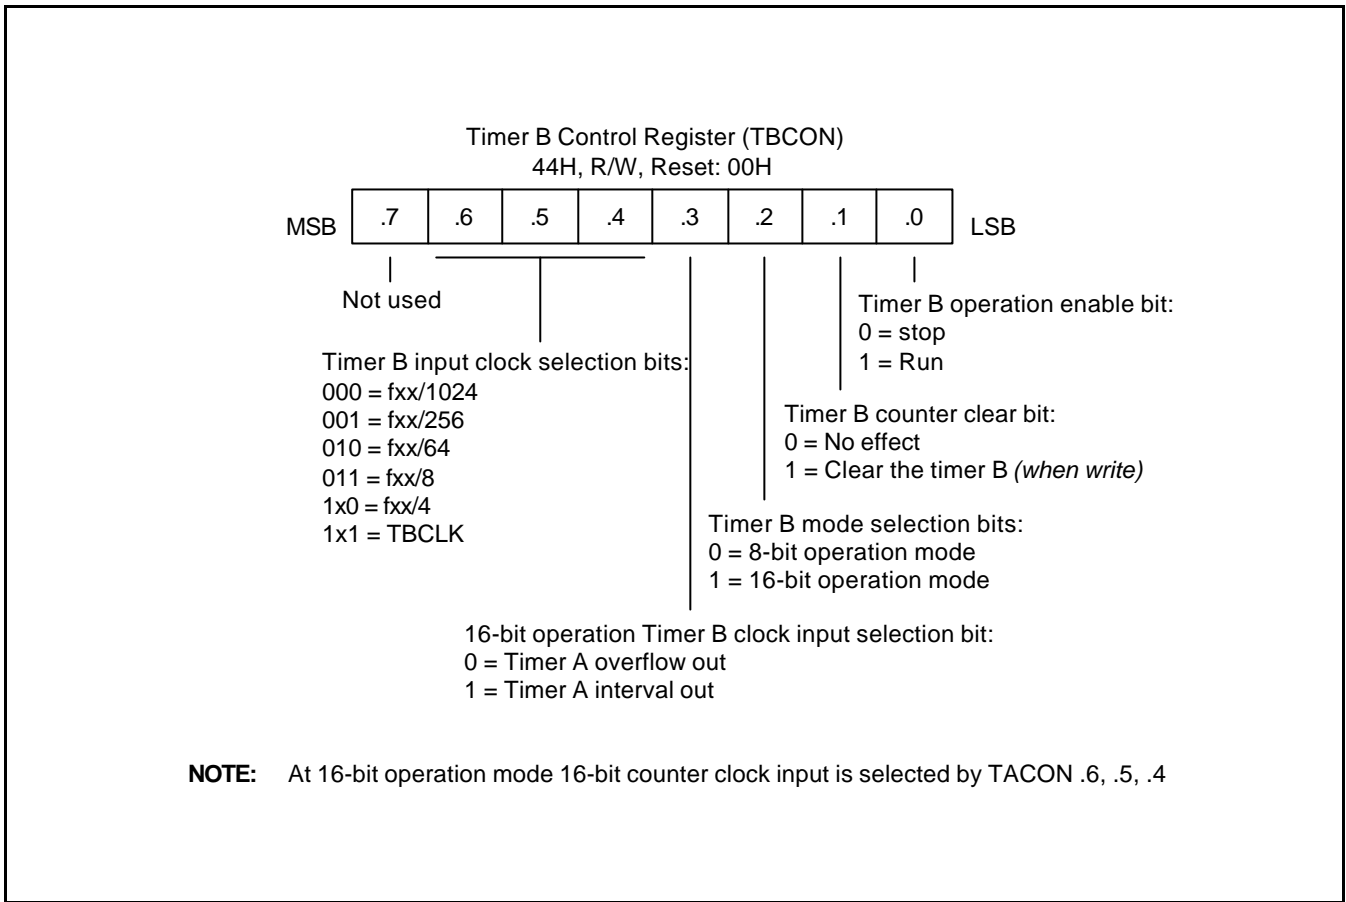 Timer B Control Register (TBCON)
44H, R/W, Reset: 00H
MSB .7 .6 .5 .4 .3 .2 .1 .0 LSB
Not used
Timer B operation enable bit:
0 = stop
1 = Run
Timer B input clock selection bits:
000 = fxx/1024
001 = fxx/256
010 = fxx/64
011 = fxx/8
1x0 = fxx/4
1x1 = TBCLK
Timer B counter clear bit:
0 = No effect
1 = Clear the timer B (when write)
Timer B mode selection bits:
0 = 8-bit operation mode
1 = 16-bit operation mode
16-bit operation Timer B clock input selection bit:
0 = Timer A overflow out
1 = Timer A interval out
NOTE: At 16-bit operation mode 16-bit counter clock input is selected by TACON .6, .5, .4